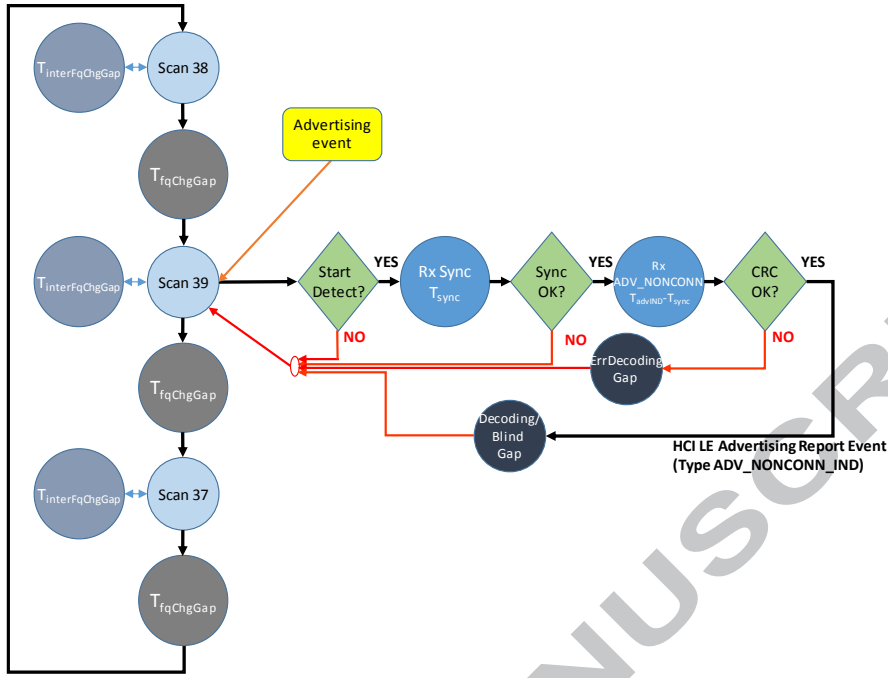 Scan 38
TinterFqChgGap
Advertising
event
TfqChgGap
Scan 39
TinterFqChgGap
Start
Detect?
YES
Rx Sync
Tsync
Sync
OK?
YES
Rx
ADV_NONCONN
TadvIND-Tsync
CRC
OK?
YES
NO
NO
NO
ErrDecoding
Gap
TfqChgGap
Decoding/
Blind
Gap
HCI LE Advertising Report Event
(Type ADV_NONCONN_IND)
Scan 37
TinterFqChgGap
TfqChgGap
NUSCR